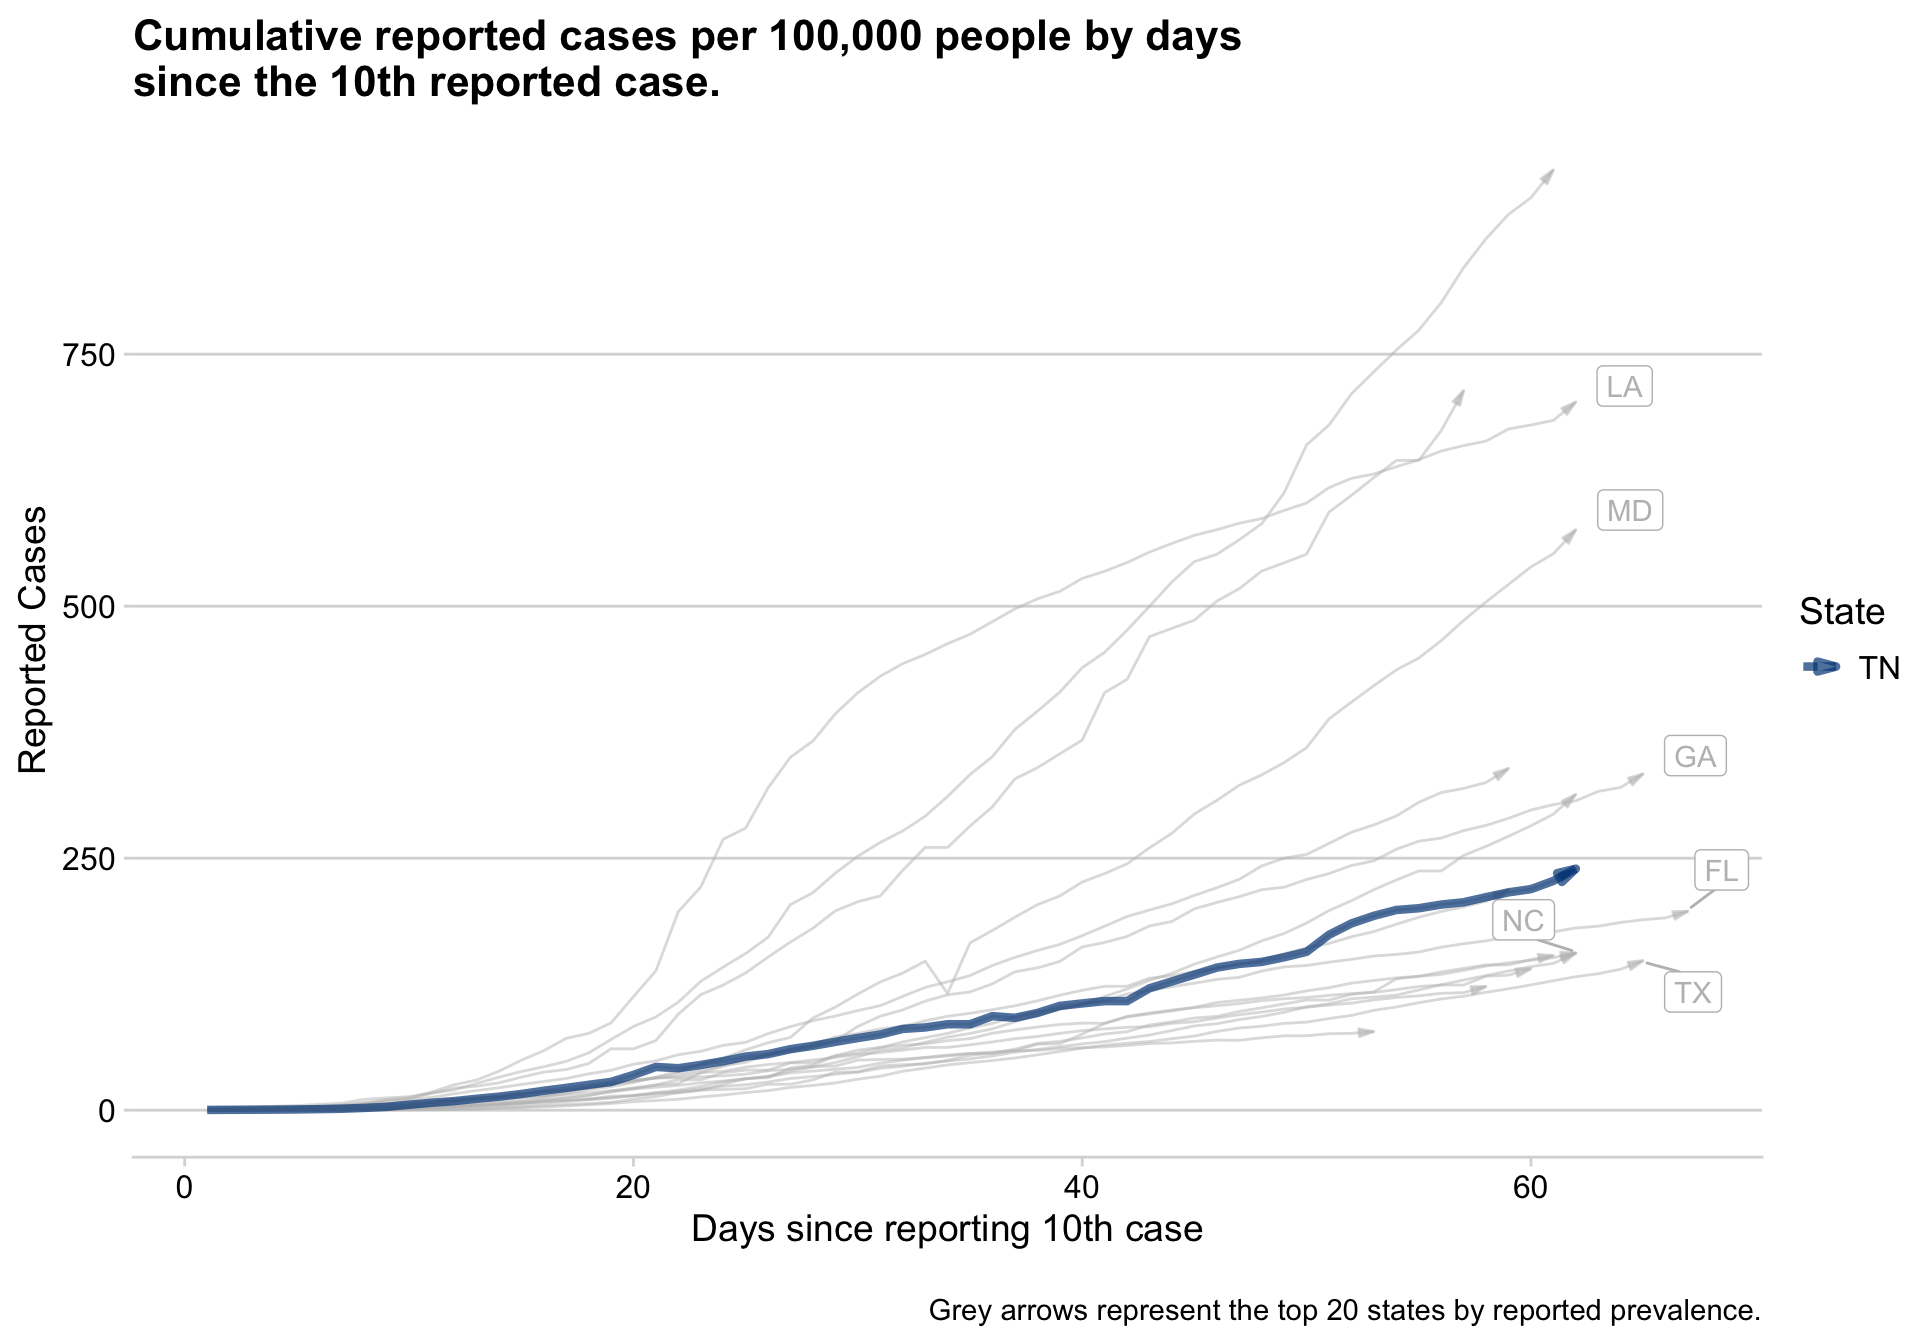 Cumulative reported cases per 100,000 people by days
since the 10th reported case.
Reported Cases
750
500
250
0
LA
MD
GA
FL
NC
TX
State
TN
0 20 40 60
Days since reporting 10th case
Grey arrows represent the top 20 states by reported prevalence.